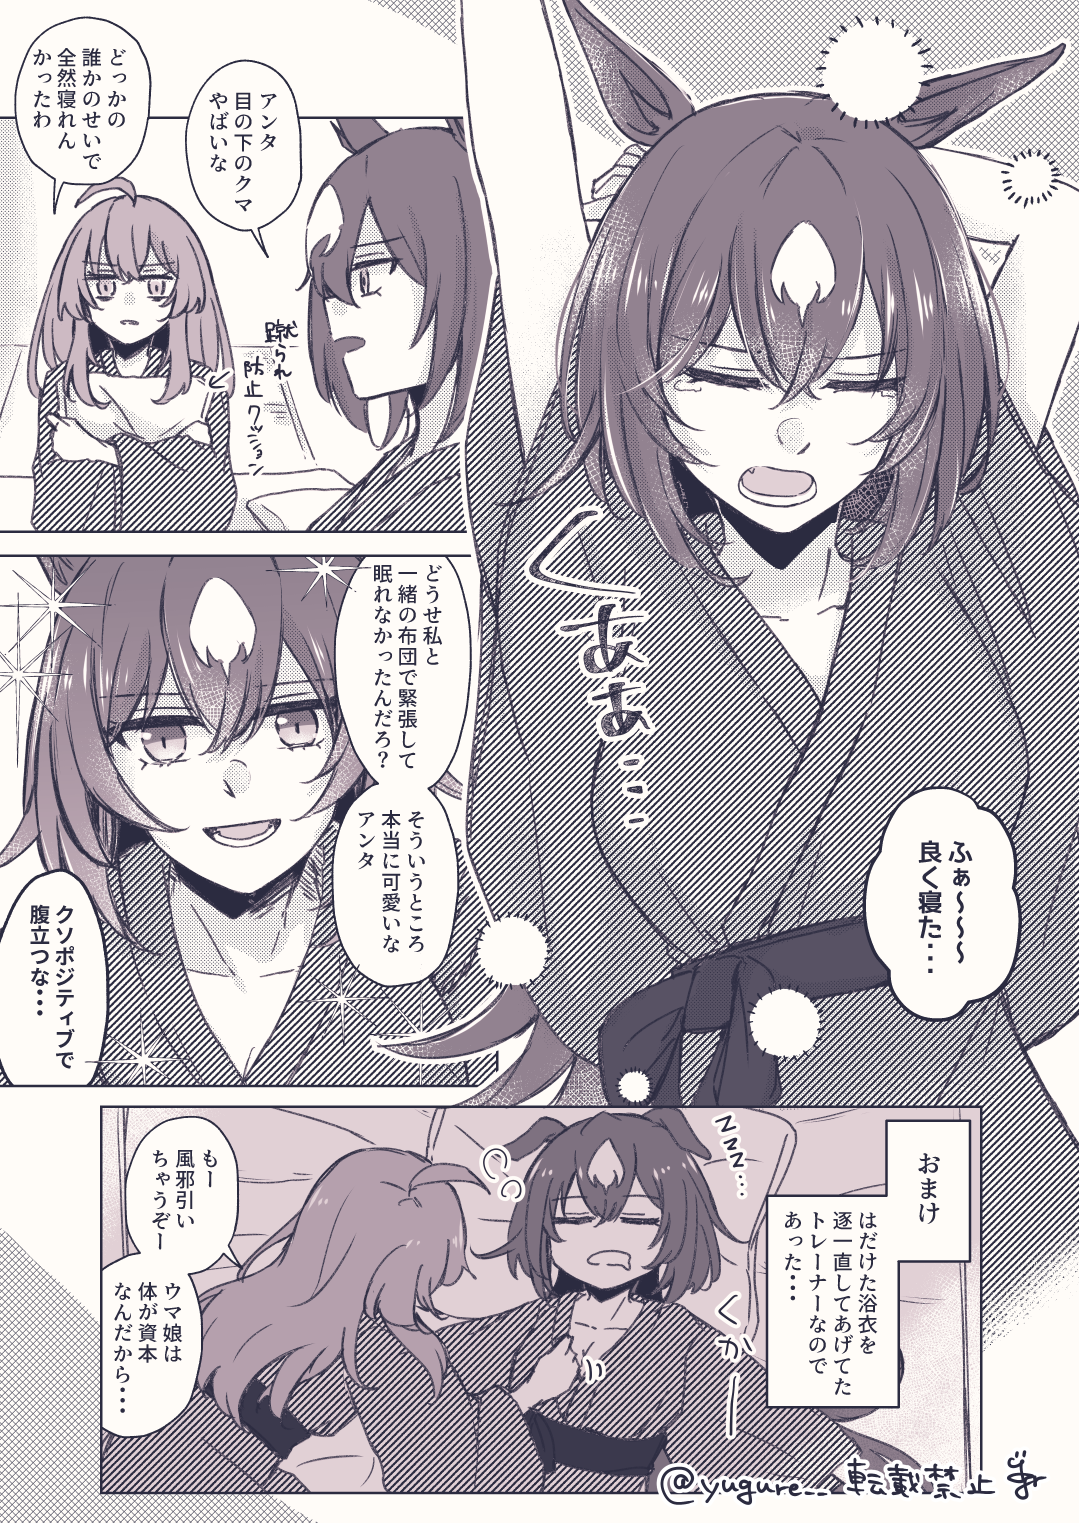 くあぁ…
ふぁ〜〜〜
良く寝た…
アンタ
目の下のクマ
やばいな
どっかの
誰かのせいで
全然寝れん
かったわ
蹴られ
防止クッション
どうせ私と
一緒の布団で緊張して
眠れなかったんだろ？
そういうところ
本当に可愛いな
アンタ
クソポジティブで
腹立つな…
おまけ
はだけた浴衣を
逐一直してあげてた
トレーナーなので
あった…
zzz…
くかー
もー
風邪引い
ちゃうぞー
ウマ娘は
体が資本
なんだから…
@yugure__転載禁止